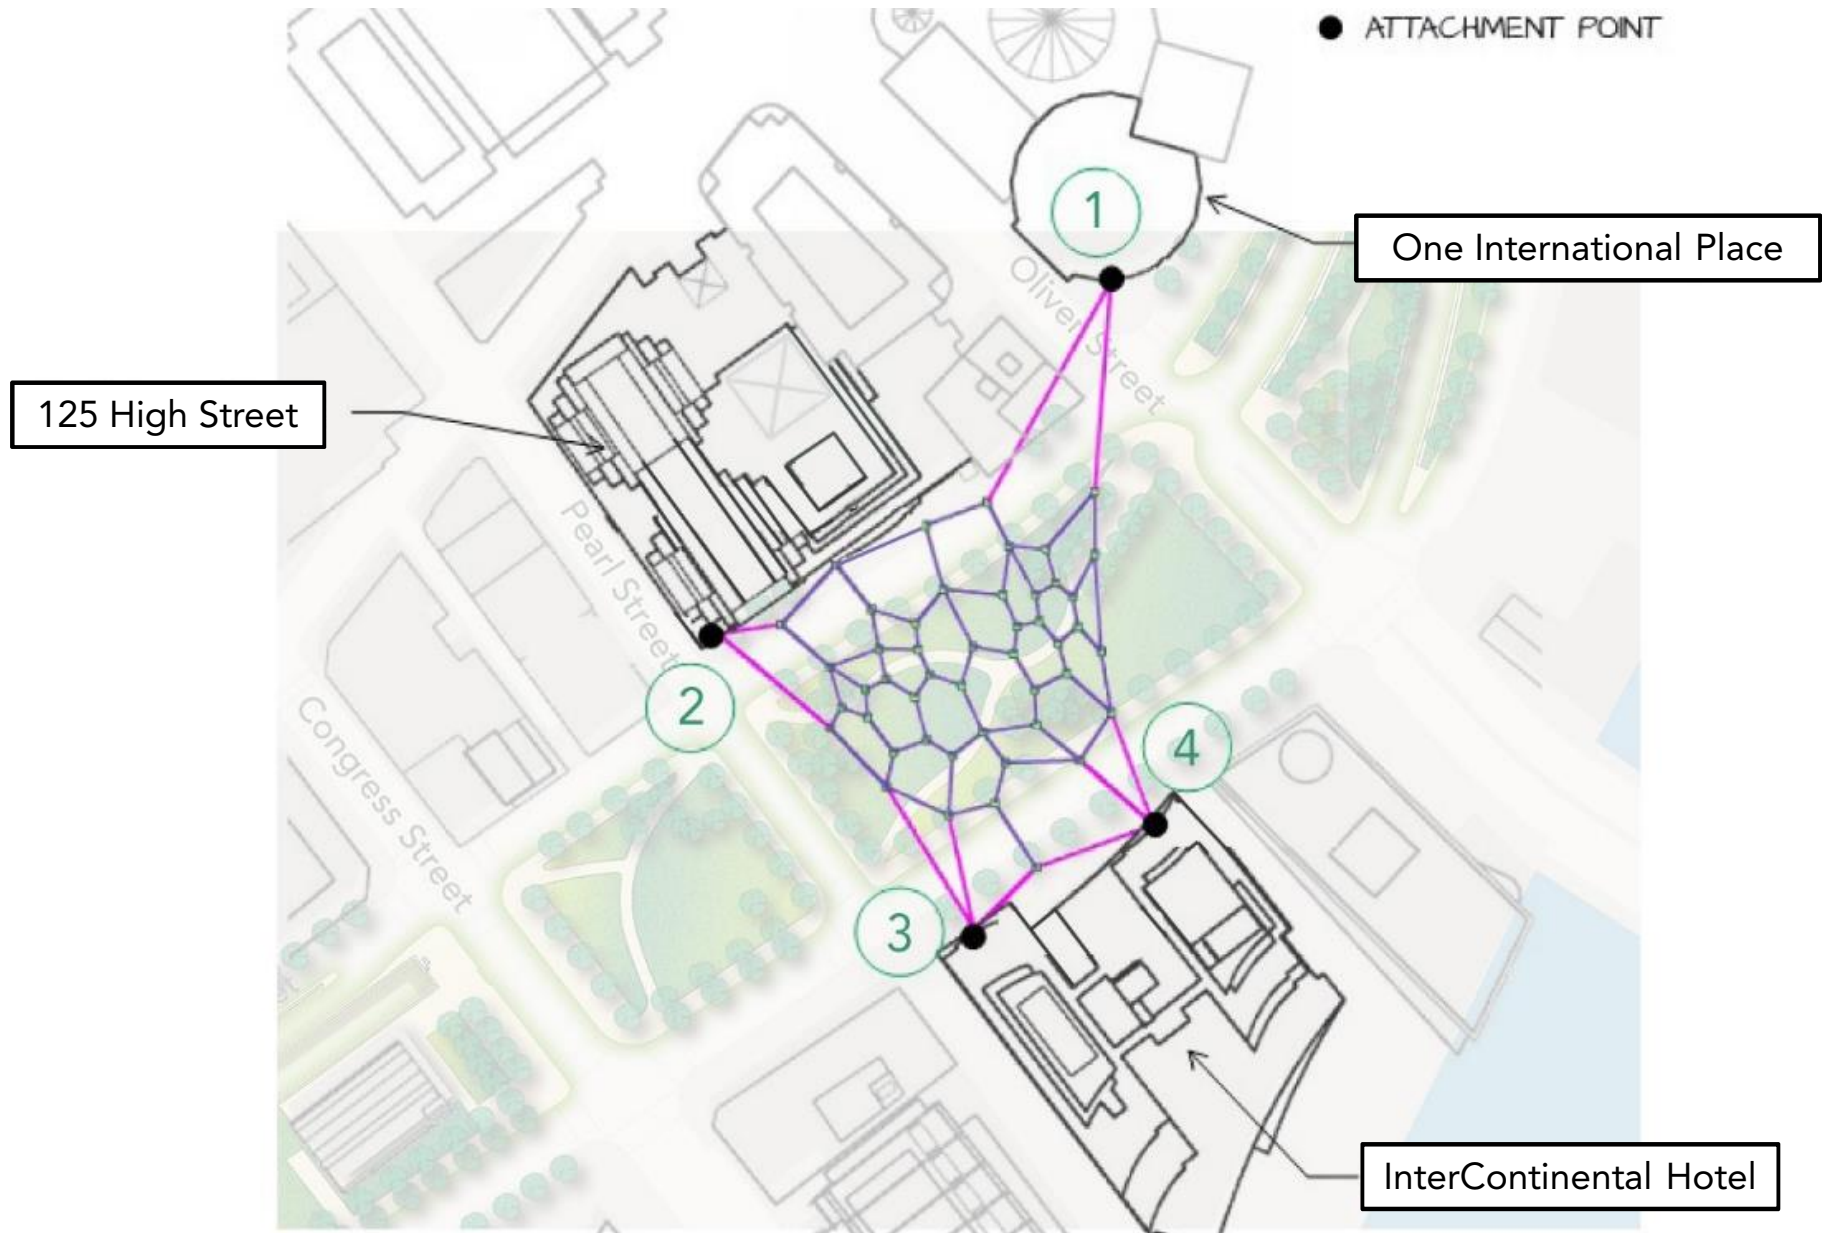 ATTACHMENT POINT
1
One International Place
Oliver Street
125 High Street
Pearl Street
2
4
Congress Street
3
InterContinental Hotel